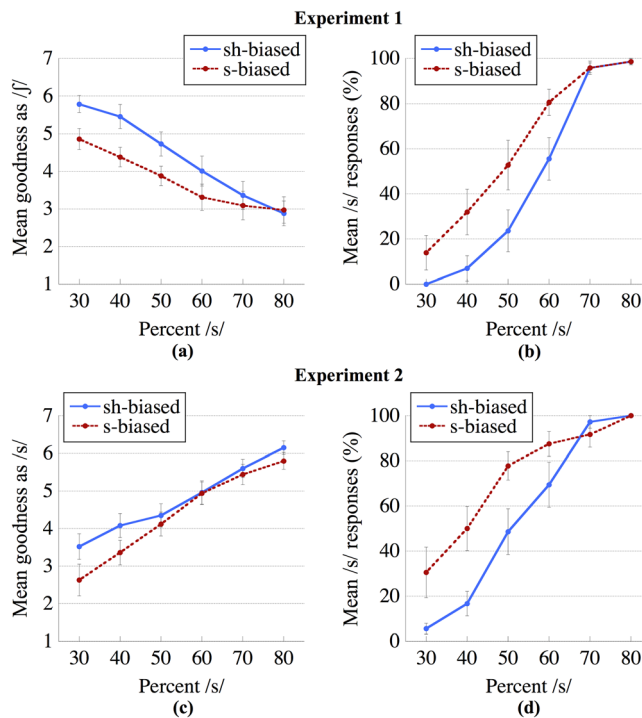 Experiment 1
sh-biased
s-biased
Mean goodness as /ʃ/
7
6
5
4
3
2
1
30 40 50 60 70 80
Percent /s/
(a)
sh-biased
s-biased
Mean /s/ responses (%)
100
80
60
40
20
0
30 40 50 60 70 80
Percent /s/
(b)
Experiment 2
sh-biased
s-biased
Mean goodness as /s/
7
6
5
4
3
2
1
30 40 50 60 70 80
Percent /s/
(c)
sh-biased
s-biased
Mean /s/ responses (%)
100
80
60
40
20
0
30 40 50 60 70 80
Percent /s/
(d)